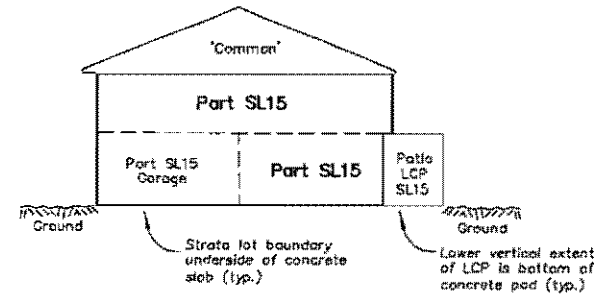 "Common"
Part SL15
Part SL15
Garage
Part SL15
Patio
LCP
SL15
Ground
Ground
Strata lot boundary
underside of concrete
slab (typ.)
Lower vertical extent
of LCP is bottom of
concrete pad (typ.)